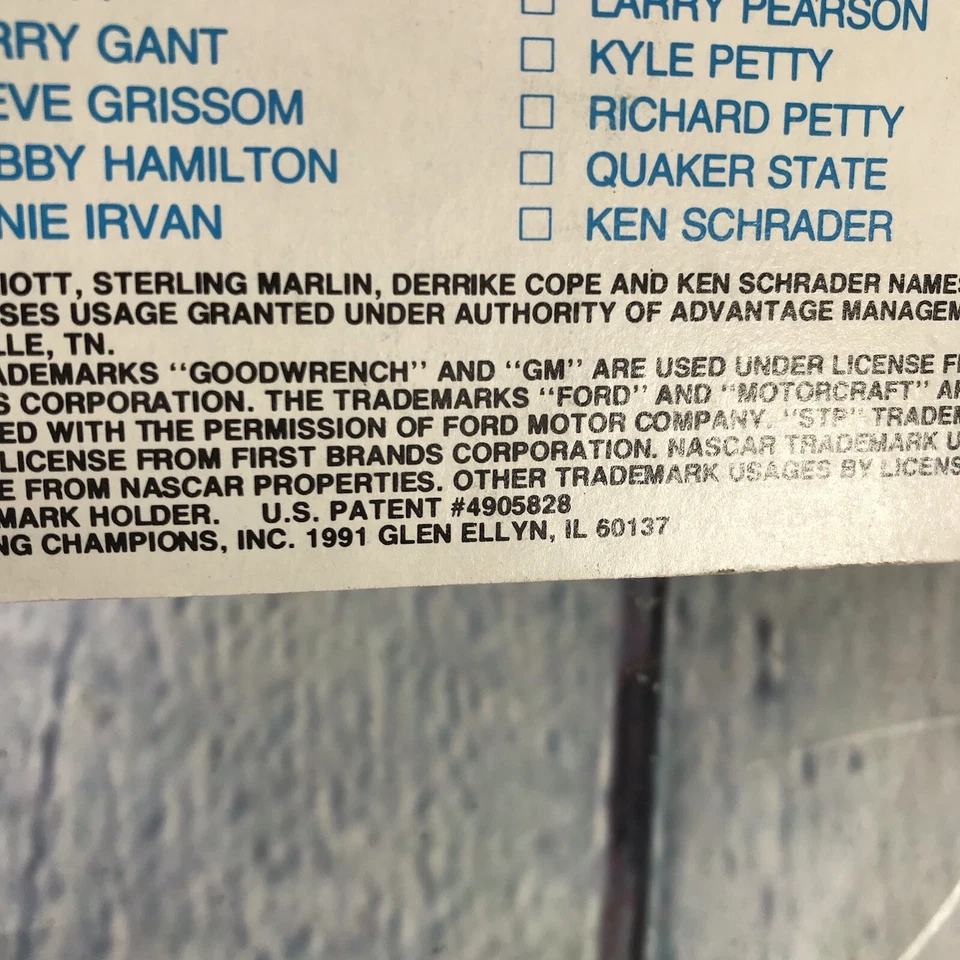 LARRY PEARSON
RRY GANT
KYLE PETTY
EVE GRISSOM
RICHARD PETTY
BBY HAMILTON
QUAKER STATE
NIE IRVAN
KEN SCHRADER
IOTT, STERLING MARLIN, DERRIKE COPE AND KEN SCHRADER NAMES
SES USAGE GRANTED UNDER AUTHORITY OF ADVANTAGE MANAGEM
LLE, TN.
ADEMARKS "GOODWRENCH" AND "GM" ARE USED UNDER LICENSE F
S CORPORATION. THE TRADEMARKS "FORD" AND "MOTORCRAFT" AR
ED WITH THE PERMISSION OF FORD MOTOR COMPANY. "STP" TRADEM
LICENSE FROM FIRST BRANDS CORPORATION. NASCAR TRADEMARK U
E FROM NASCAR PROPERTIES. OTHER TRADEMARK USAGES BY LICENS
MARK HOLDER. U.S. PATENT #4905828
NG CHAMPIONS, INC. 1991 GLEN ELLYN, IL 60137